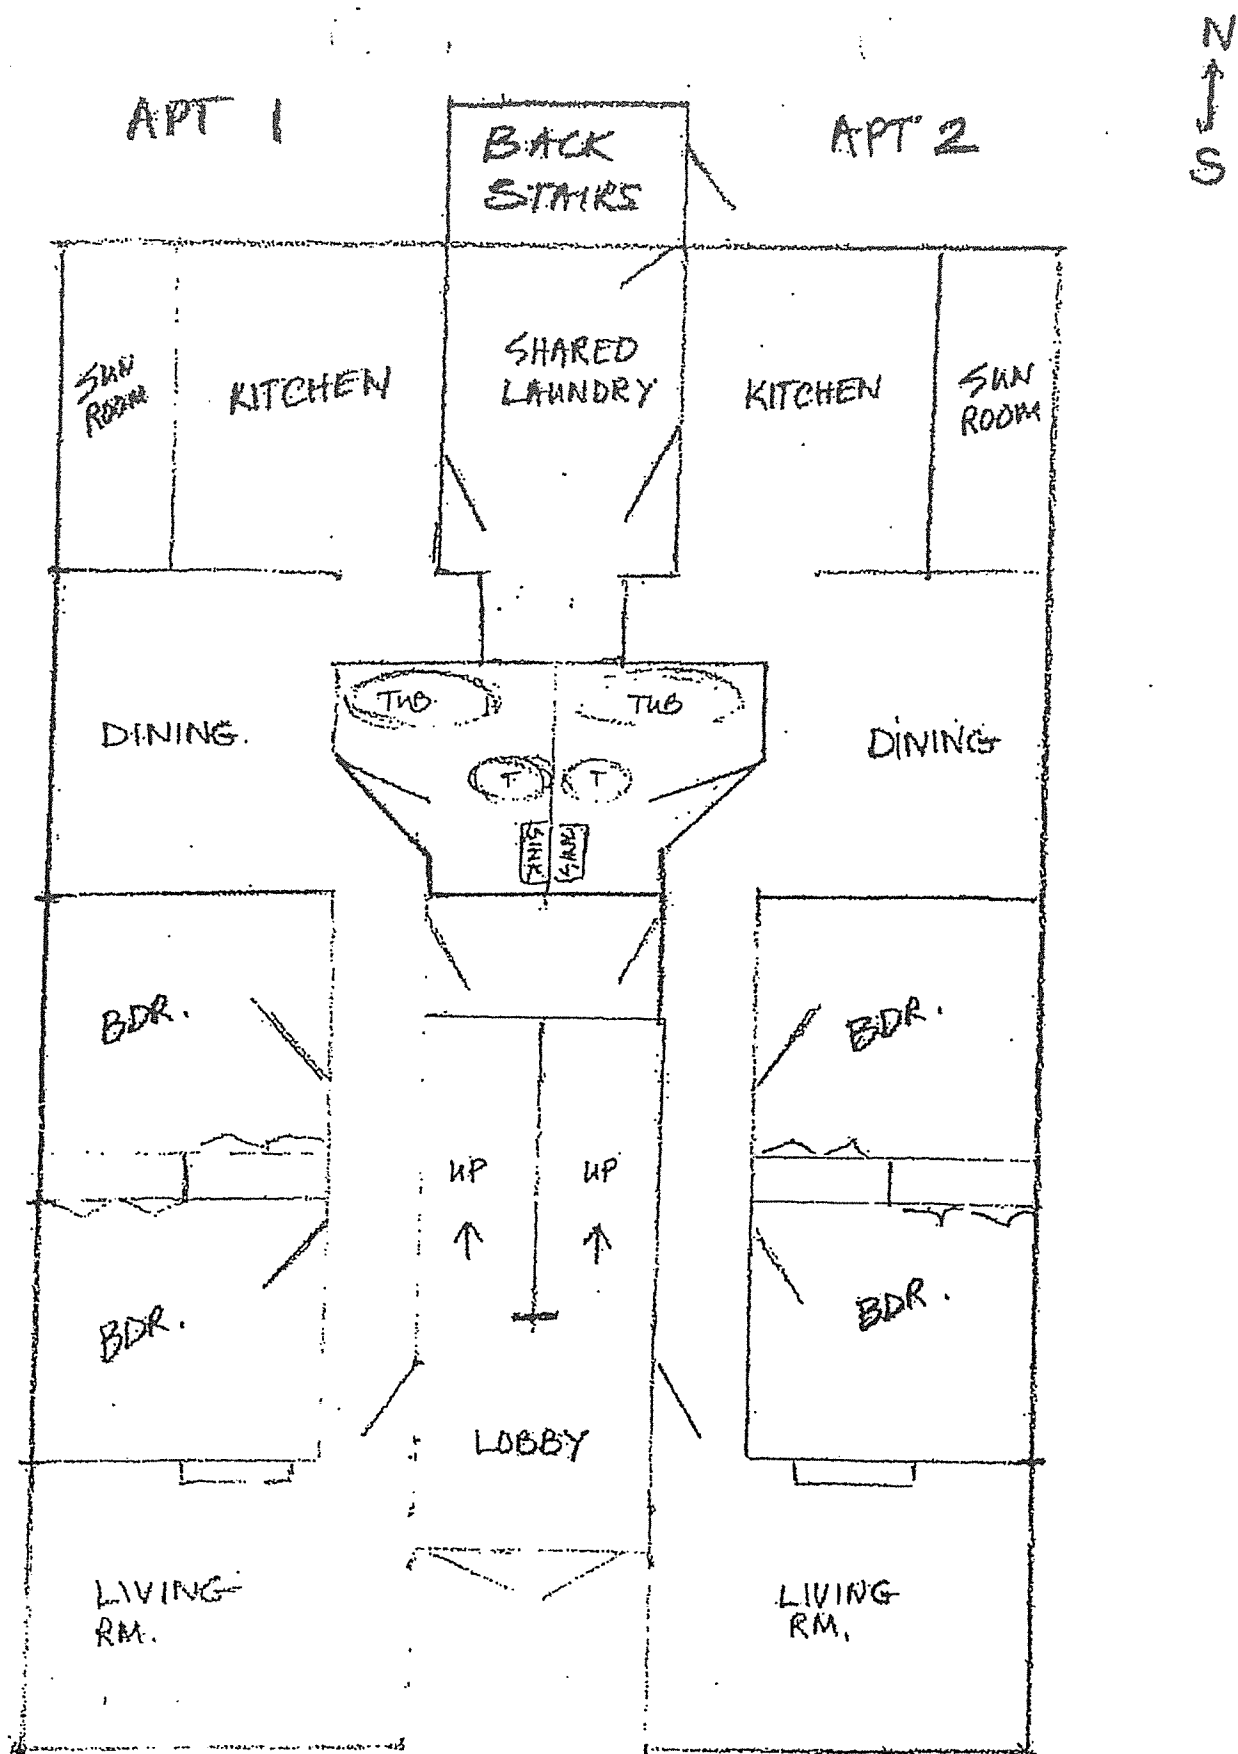 N
S
APT 1
BACK
STAIRS
APT 2
SUN
ROOM
KITCHEN
SHARED
LAUNDRY
KITCHEN
SUN
ROOM
DINING.
TUB
TUB
DINING
T
T
SINK
SINK
BDR.
BDR.
UP
UP
BDR.
BDR.
LOBBY
LIVING
RM.
LIVING
RM.